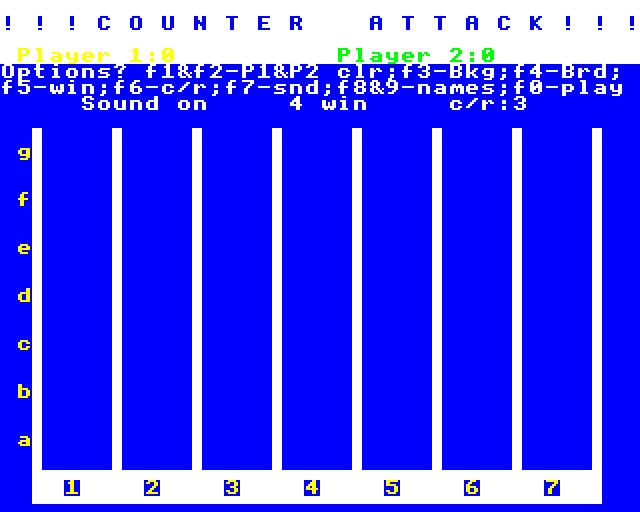 !!!COUNTER ATTACK!!!
Player 1:0 Player 2:0
Options? f1&f2-P1&P2 clr;f3-Bkg;f4-Brd;
f5-win;f6-c/r;f7-snd;f8&9-names;f0-play
Sound on 4 win c/r:3
g
f
e
d
c
b
a
1 2 3 4 5 6 7